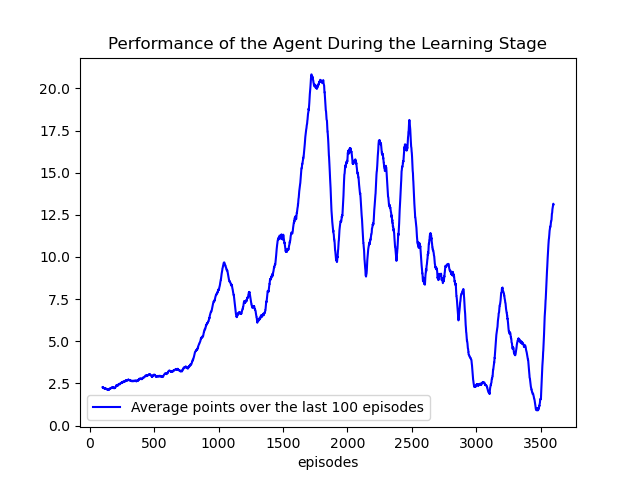 Performance of the Agent During the Learning Stage
20.0
17.5
15.0
12.5
10.0
7.5
5.0
2.5
0.0
Average points over the last 100 episodes
0 500 1000 1500 2000 2500 3000 3500
episodes